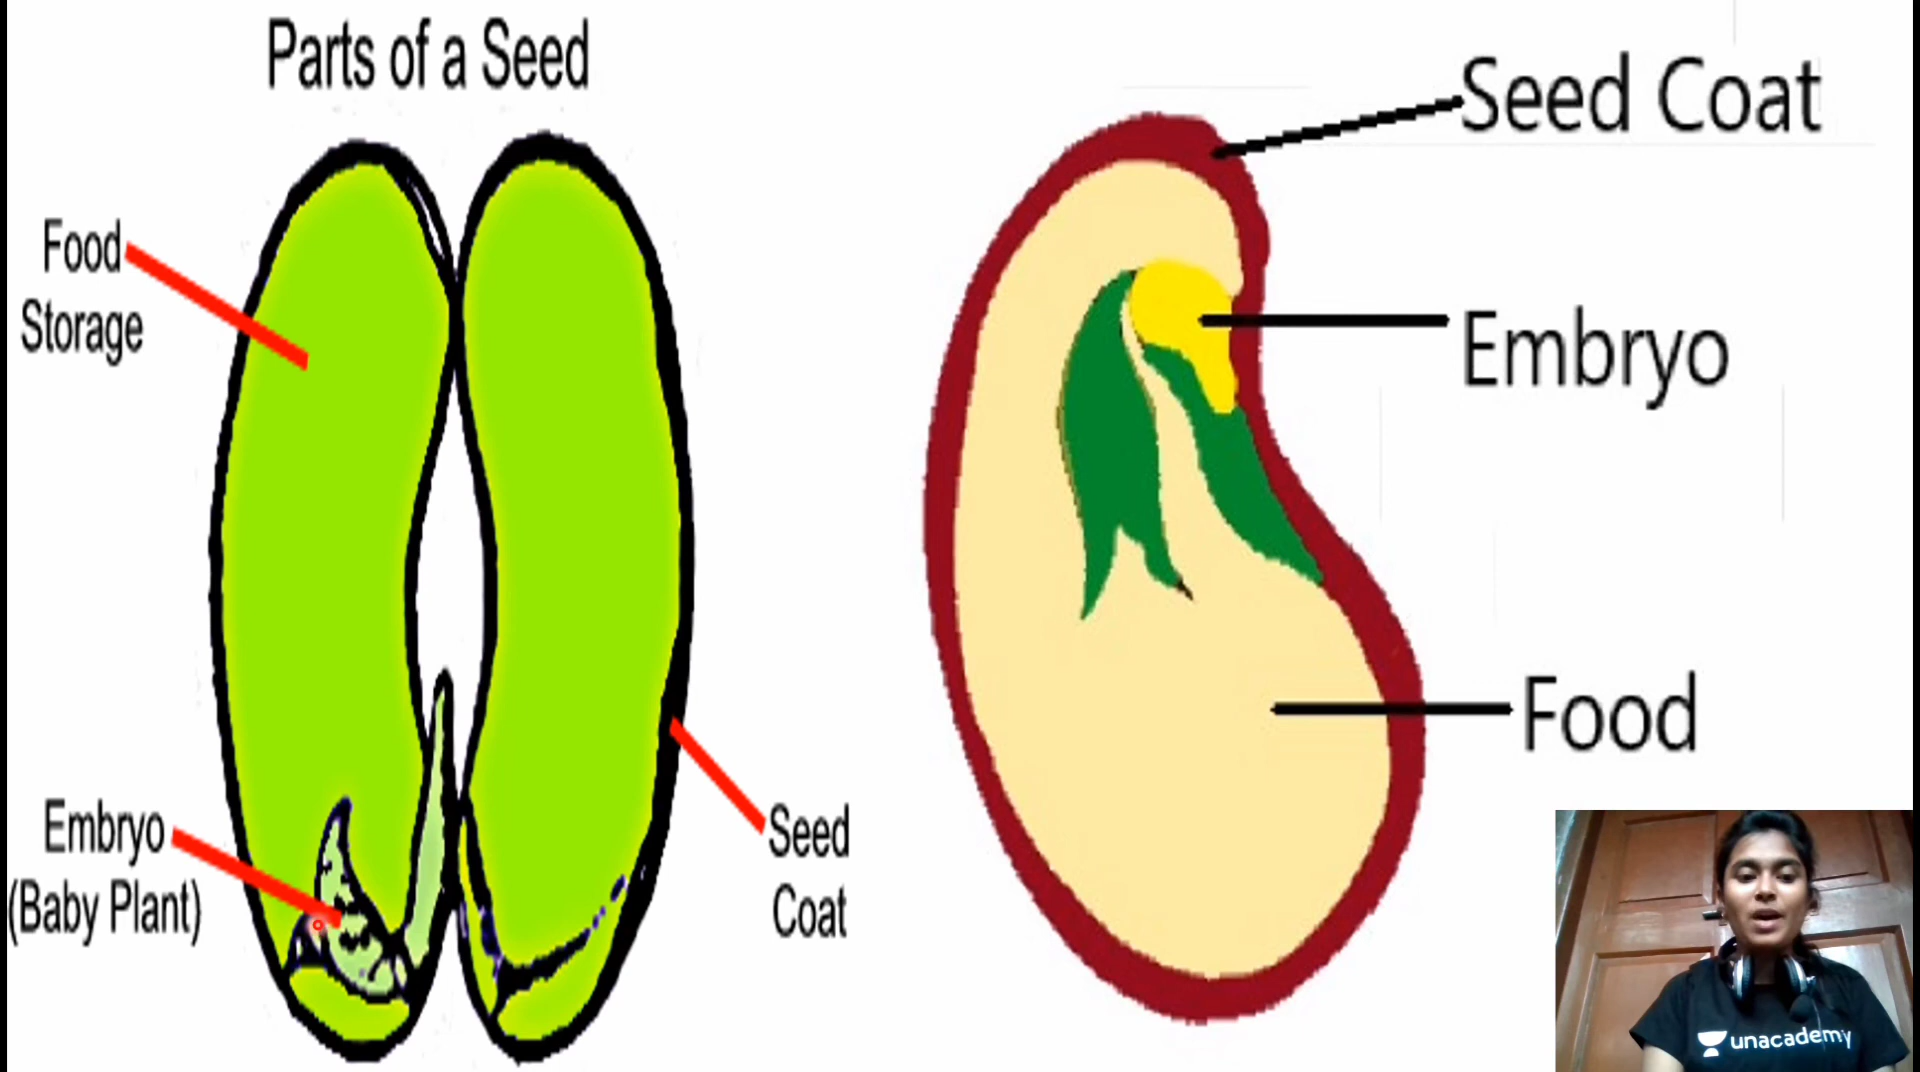 Parts of a Seed
Food
Storage
Embryo
(Baby Plant)
Seed
Coat
Seed Coat
Embryo
Food
unacademy